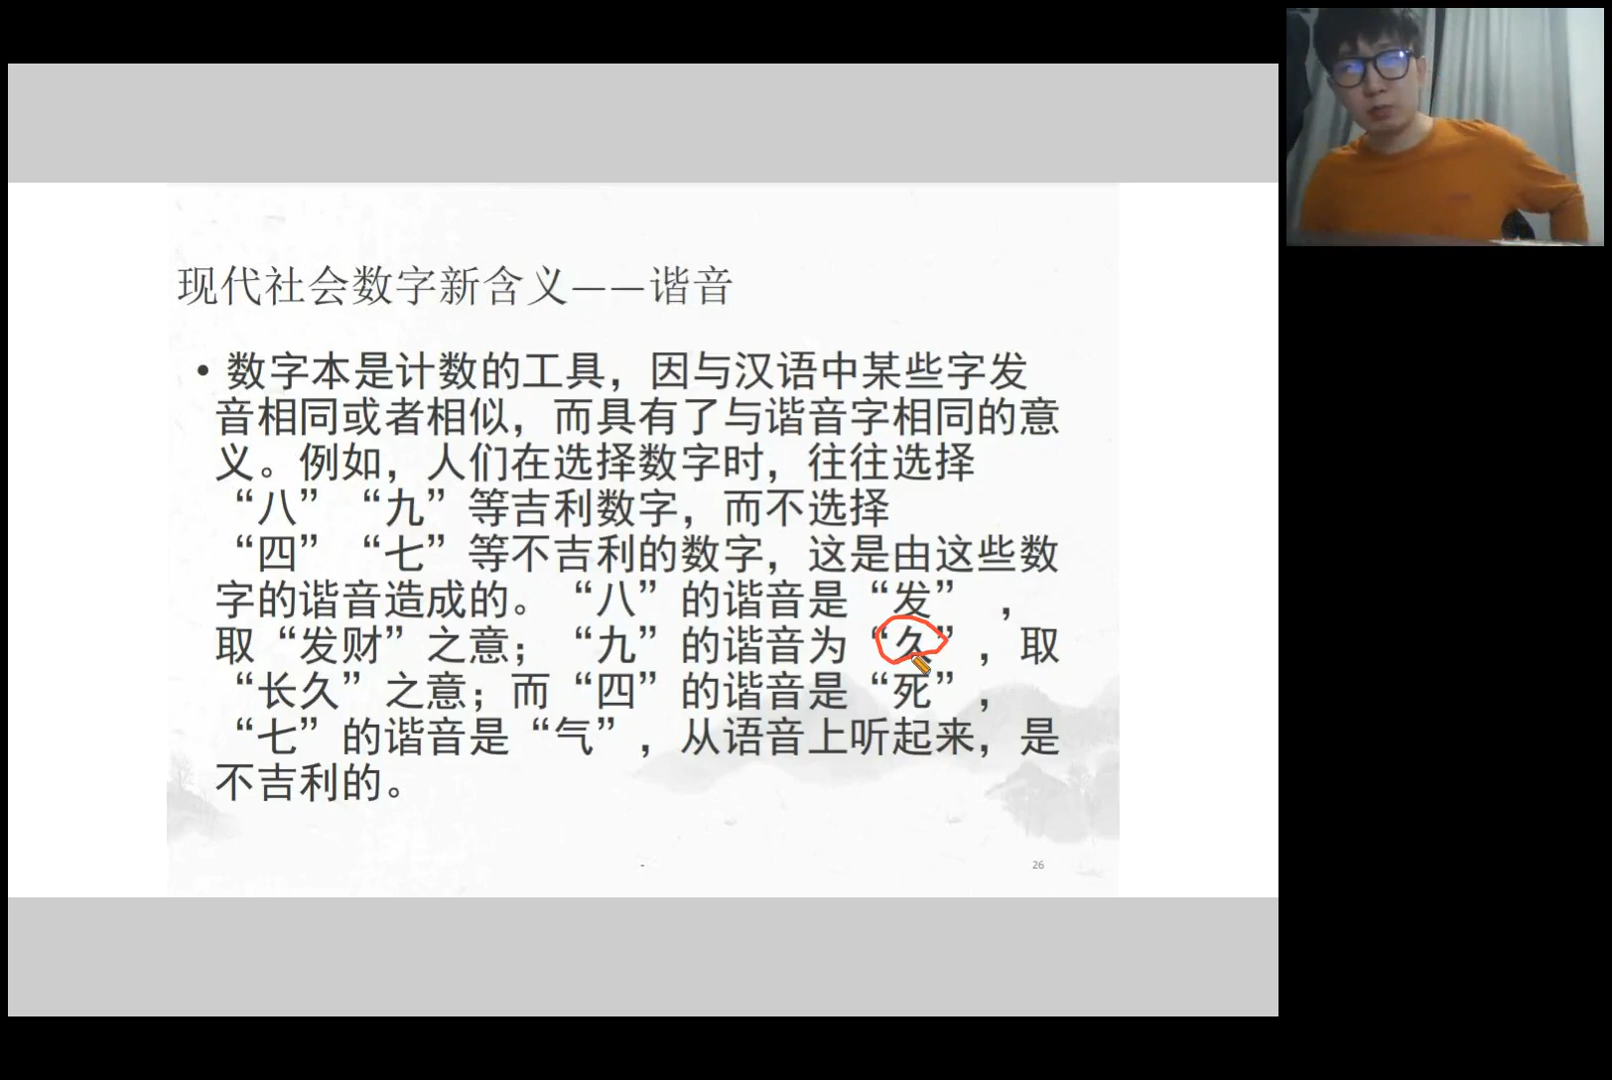 现代社会数字新含义——谐音
• 数字本是计数的工具，因与汉语中某些字发
音相同或者相似，而具有了与谐音字相同的意
义。例如，人们在选择数字时，往往选择
“八” “九”等吉利数字，而不选择
“四” “七”等不吉利的数字，这是由这些数
字的谐音造成的。 “八”的谐音是“发” ，
取“发财”之意； “九”的谐音为“久” ，取
“长久”之意；而“四”的谐音是“死”，
“七”的谐音是“气”，从语音上听起来，是
不吉利的。
-
26